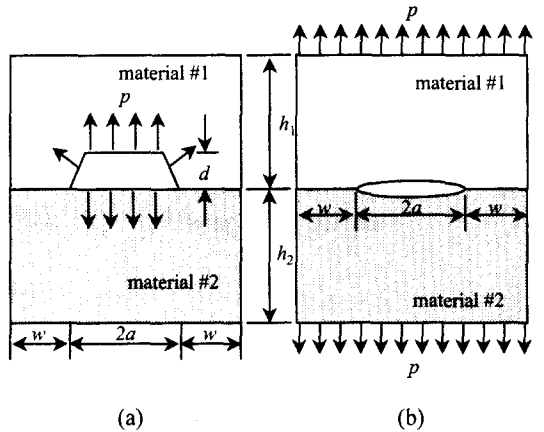 material #1
p
d
material #2
w
2a
w
(a)
h₁
h₂
p
material #1
w
2a
w
material #2
p
(b)